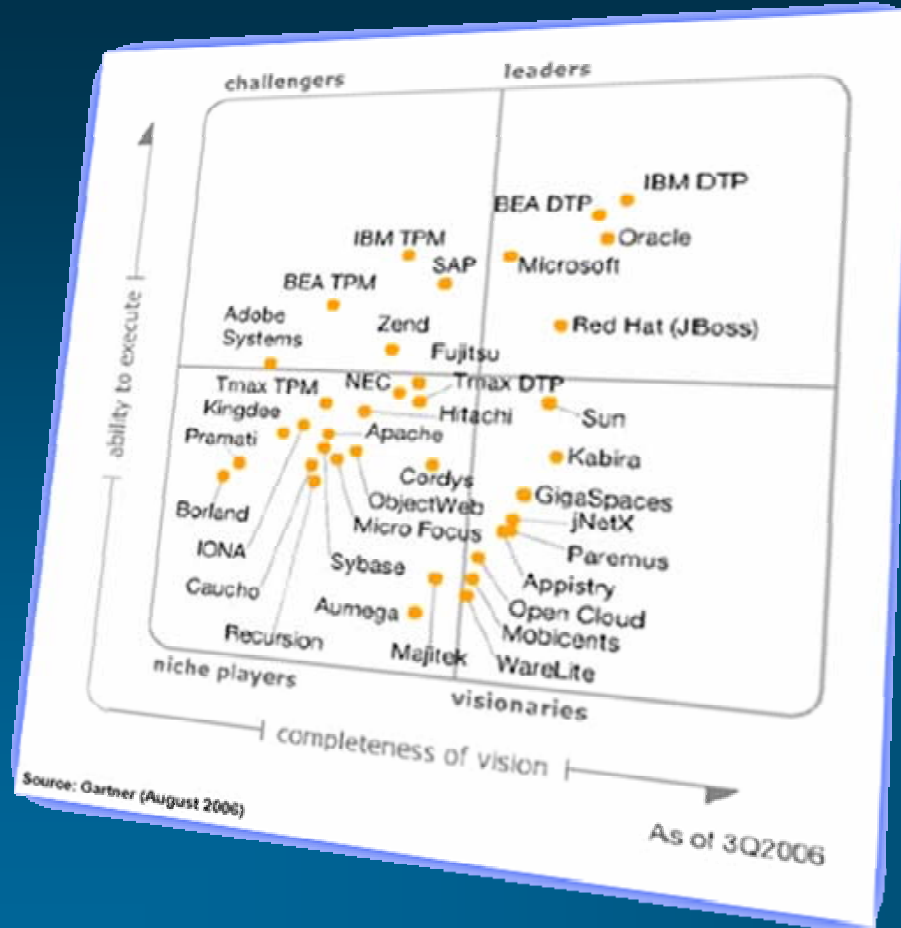 challengers
leaders
IBM DTP
BEA DTP
Oracle
IBM TPM
Microsoft
SAP
BEA TPM
Adobe
Systems
Zend
Red Hat (JBoss)
Fujitsu
Tmax TPM
NEC
Tmax DTP
Kingdee
Hitachi
Sun
Pramati
Apache
Kabira
Cordys
GigaSpaces
ObjectWeb
Borland
jNetX
Micro Focus
IONA
Paremus
Sybase
Caucho
Appistry
Aumega
Open Cloud
Recursion
Mobicents
Majitek
WareLite
niche players
visionaries
ability to execute
completeness of vision
Source: Gartner (August 2006)
As of 3Q2006